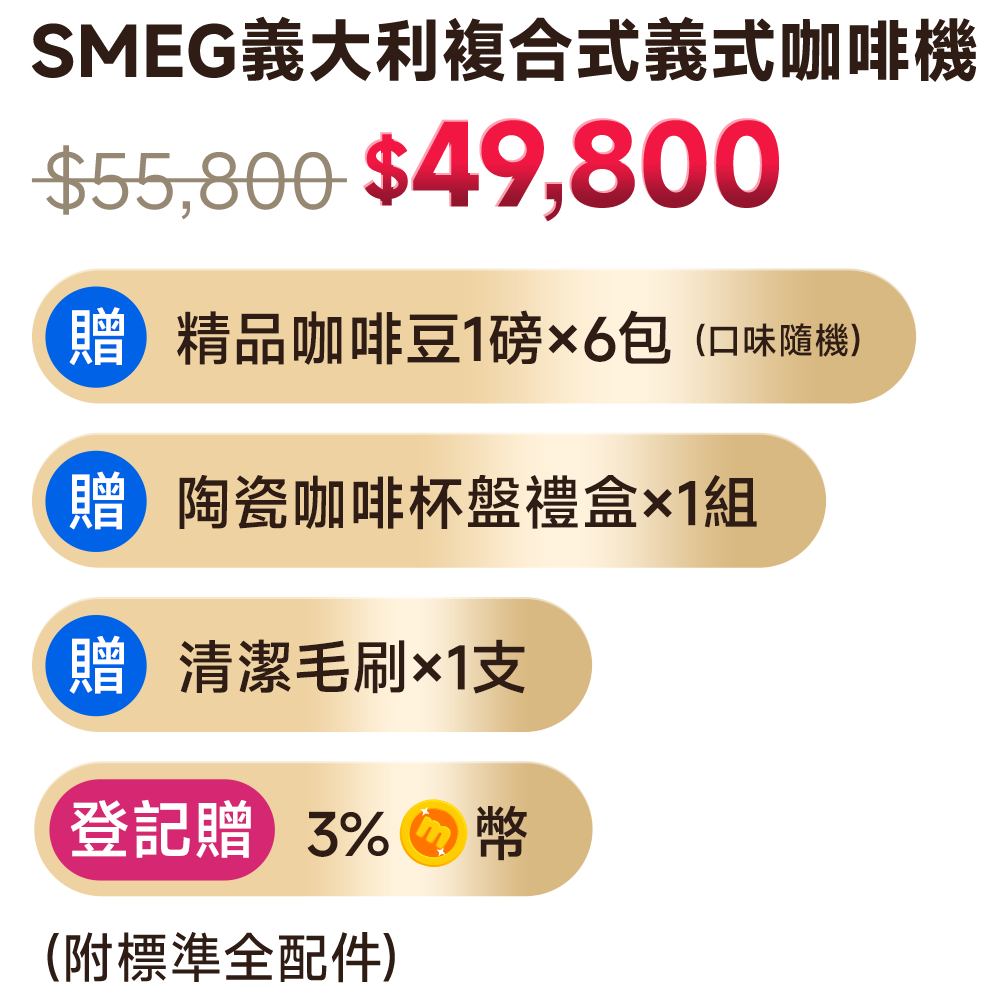 SMEG義大利複合式義式咖啡機
$55,800 $49,800
贈 精品咖啡豆1磅×6包 (口味隨機)
贈 陶瓷咖啡杯盤禮盒×1組
贈 清潔毛刷×1支
登記贈 3% m 幣
(附標準全配件)